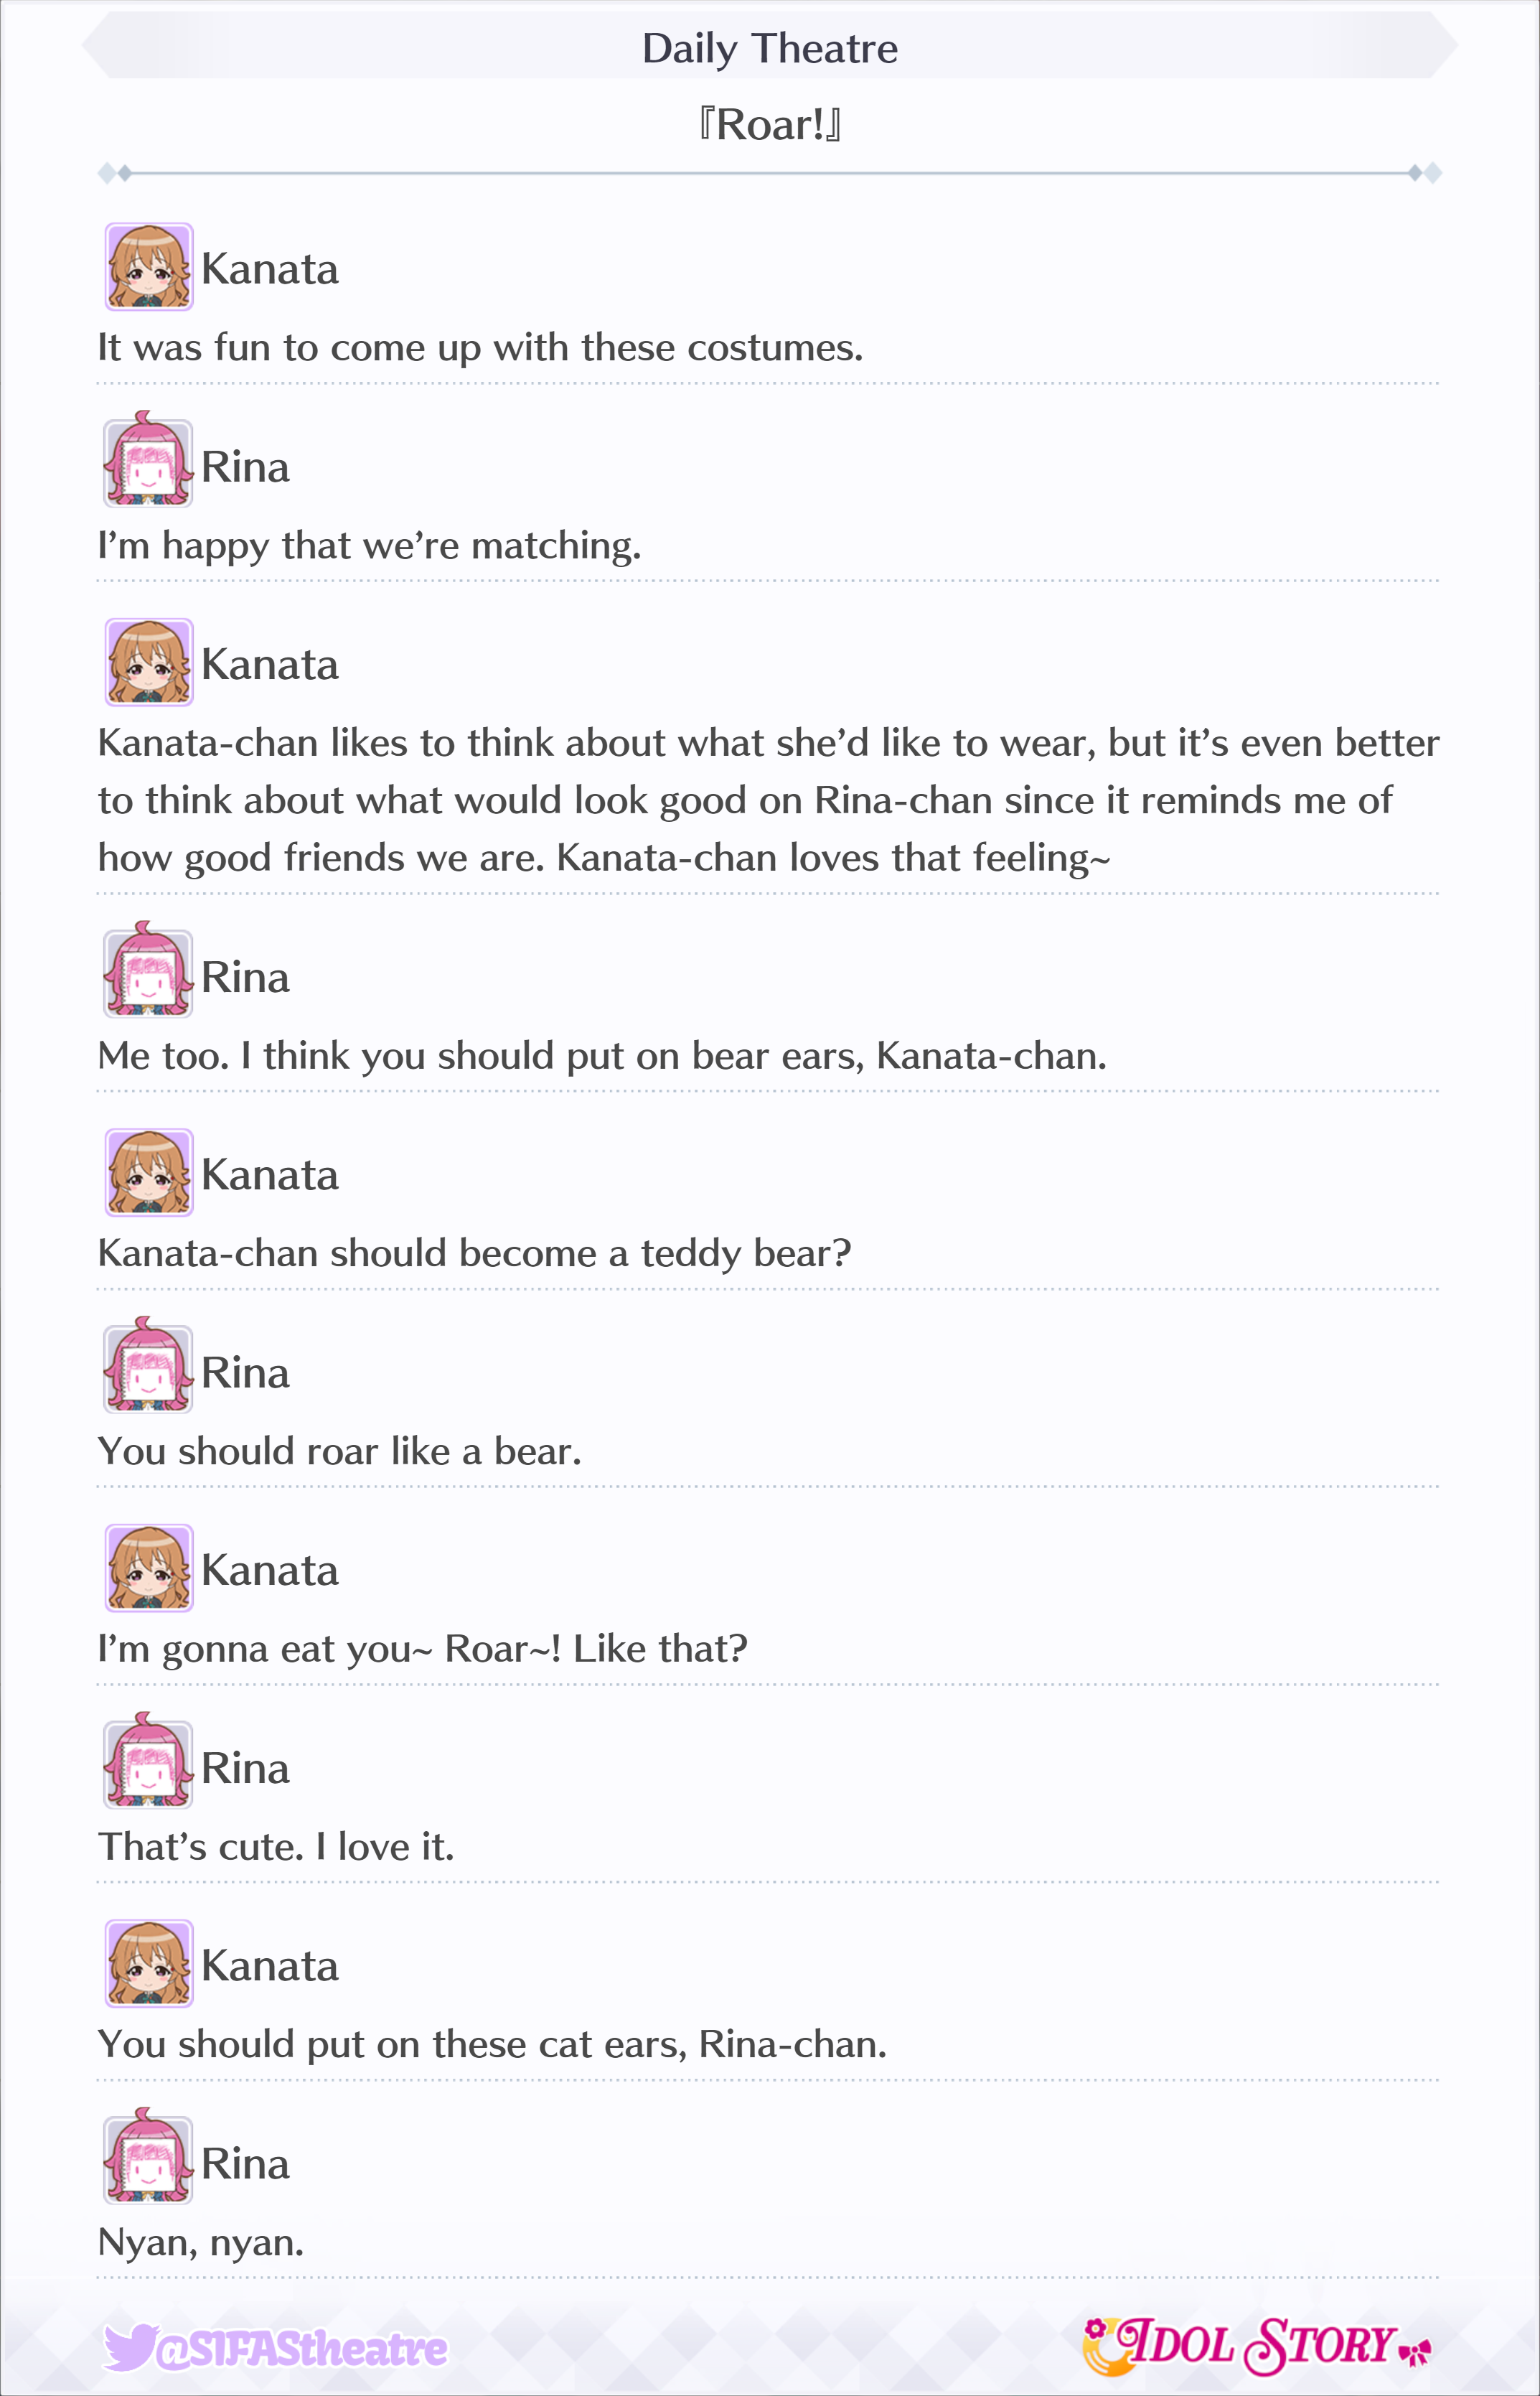 Daily Theatre
『Roar!』
Kanata
It was fun to come up with these costumes.
Rina
I’m happy that we’re matching.
Kanata
Kanata-chan likes to think about what she’d like to wear, but it’s even better
to think about what would look good on Rina-chan since it reminds me of
how good friends we are. Kanata-chan loves that feeling~
Rina
Me too. I think you should put on bear ears, Kanata-chan.
Kanata
Kanata-chan should become a teddy bear?
Rina
You should roar like a bear.
Kanata
I’m gonna eat you~ Roar~! Like that?
Rina
That’s cute. I love it.
Kanata
You should put on these cat ears, Rina-chan.
Rina
Nyan, nyan.
@SIFAStheatre
IDOL STORY